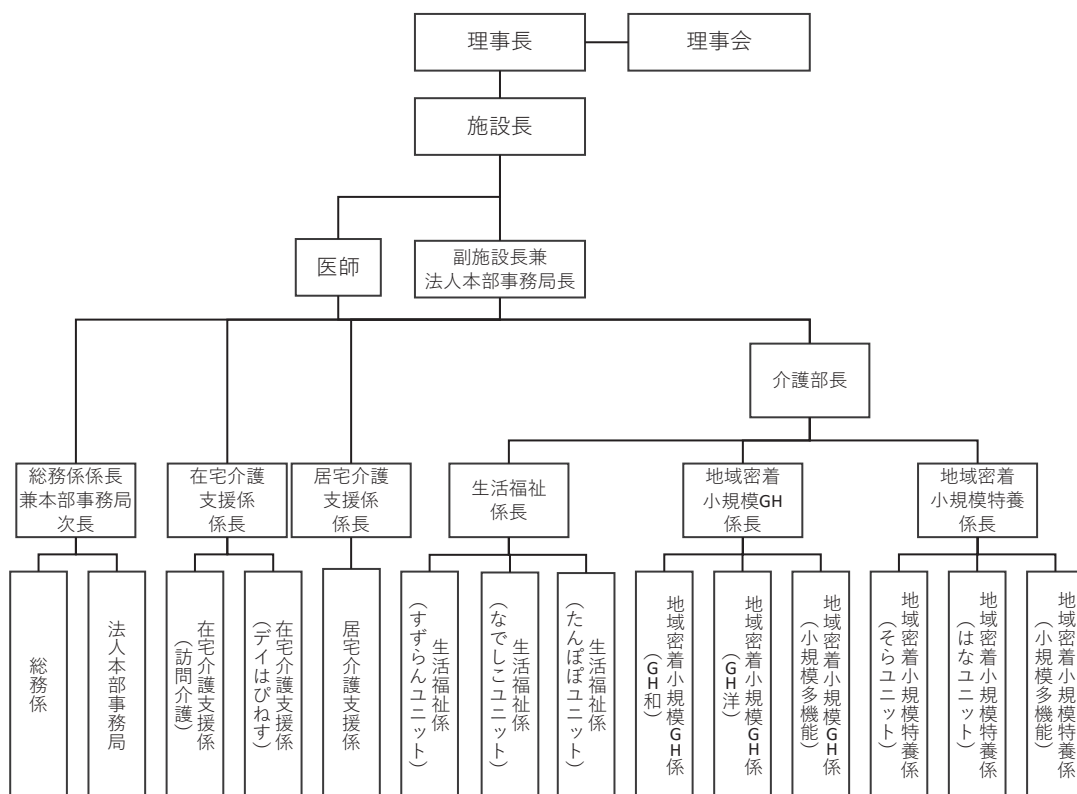 理事長
理事会
施設長
医師
副施設長兼
法人本部事務局長
介護部長
総務係係長
兼本部事務局
次長
在宅介護
支援係
係長
居宅介護
支援係
係長
生活福祉
係長
地域密着
小規模GH
係長
地域密着
小規模特養
係長
総務係
法人本部事務局
在宅介護支援係
(訪問介護)
在宅介護支援係
(デイはぴねす)
居宅介護支援係
生活福祉係
(すずらんユニット)
生活福祉係
(なでしこユニット)
生活福祉係
(たんぽぽユニット)
地域密着小規模GH係
(GH和)
地域密着小規模GH係
(GH洋)
地域密着小規模GH係
(小規模多機能)
地域密着小規模特養係
(そらユニット)
地域密着小規模特養係
(はなユニット)
地域密着小規模特養係
(小規模多機能)